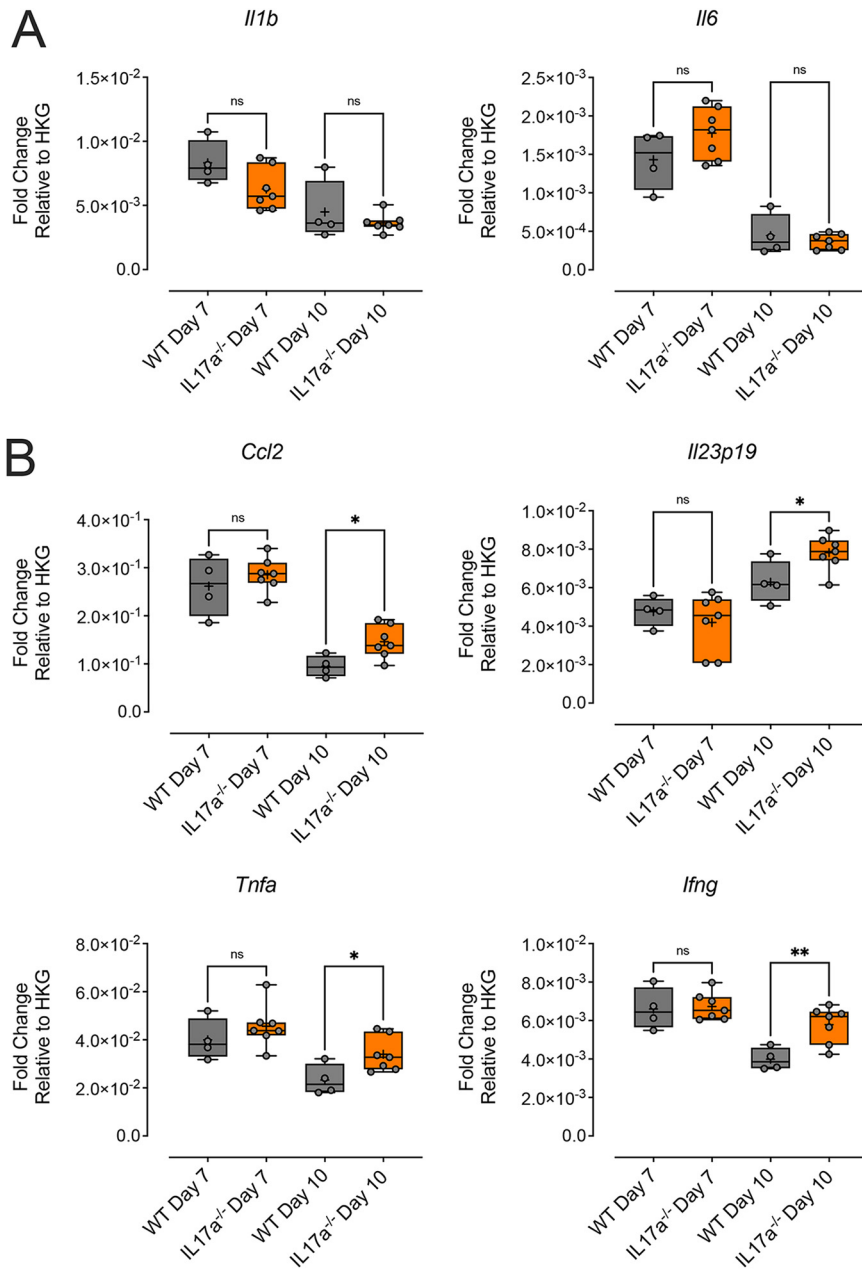 A
Il1b
Fold Change
Relative to HKG
1.5×10⁻²
1.0×10⁻²
5.0×10⁻³
0.0
ns
ns
WT Day 7
IL17a⁻/⁻ Day 7
WT Day 10
IL17a⁻/⁻ Day 10
Il6
Fold Change
Relative to HKG
2.5×10⁻³
1.5×10⁻³
1.5×10⁻³
5.0×10⁻⁴
0.0
ns
ns
WT Day 7
IL17a⁻/⁻ Day 7
WT Day 10
IL17a⁻/⁻ Day 10
B
Ccl2
Fold Change
Relative to HKG
4.0×10⁻¹
3.0×10⁻¹
2.0×10⁻¹
1.0×10⁻¹
0.0
ns
*
WT Day 7
IL17a⁻/⁻ Day 7
WT Day 10
IL17a⁻/⁻ Day 10
Il23p19
Fold Change
Relative to HKG
1.0×10⁻²
8.0×10⁻³
6.0×10⁻³
4.0×10⁻³
2.0×10⁻³
0.0
ns
*
WT Day 7
IL17a⁻/⁻ Day 7
WT Day 10
IL17a⁻/⁻ Day 10
Tnfa
Fold Change
Relative to HKG
8.0×10⁻²
6.0×10⁻²
4.0×10⁻²
2.0×10⁻²
0.0
ns
*
WT Day 7
IL17a⁻/⁻ Day 7
WT Day 10
IL17a⁻/⁻ Day 10
Ifng
Fold Change
Relative to HKG
1.0×10⁻²
8.0×10⁻³
6.0×10⁻³
4.0×10⁻³
2.0×10⁻³
0.0
ns
**
WT Day 7
IL17a⁻/⁻ Day 7
WT Day 10
IL17a⁻/⁻ Day 10